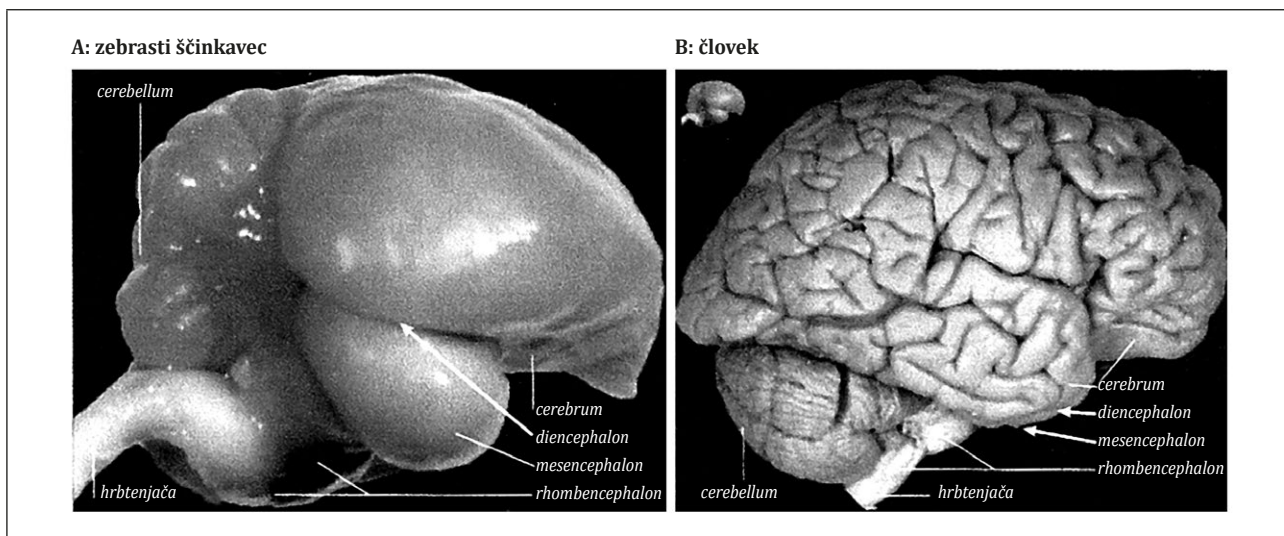 A: zebrasti ščinkavec
cerebellum
cerebrum
diencephalon
mesencephalon
rhombencephalon
hrbtenjača
B: človek
cerebrum
diencephalon
mesencephalon
rhombencephalon
cerebellum
hrbtenjača